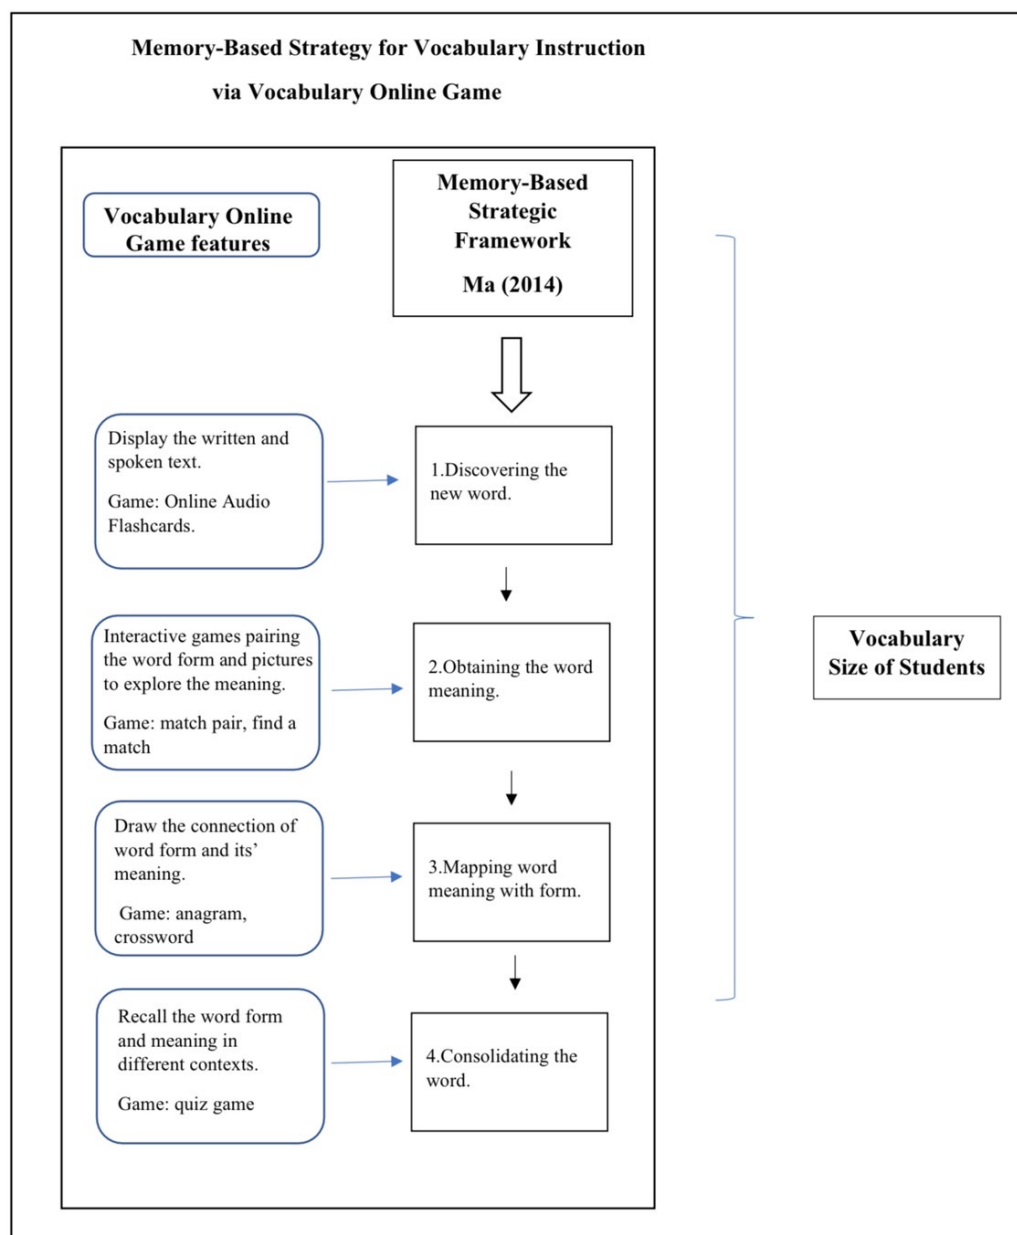 Memory-Based Strategy for Vocabulary Instruction
via Vocabulary Online Game
Vocabulary Online
Game features
Memory-Based
Strategic
Framework
Ma (2014)
Display the written and
spoken text.
Game: Online Audio
Flashcards.
1.Discovering the
new word.
Interactive games pairing
the word form and pictures
to explore the meaning.
Game: match pair, find a
match
2.Obtaining the word
meaning.
Vocabulary
Size of Students
Draw the connection of
word form and its’
meaning.
Game: anagram,
crossword
3.Mapping word
meaning with form.
Recall the word form
and meaning in
different contexts.
Game: quiz game
4.Consolidating the
word.